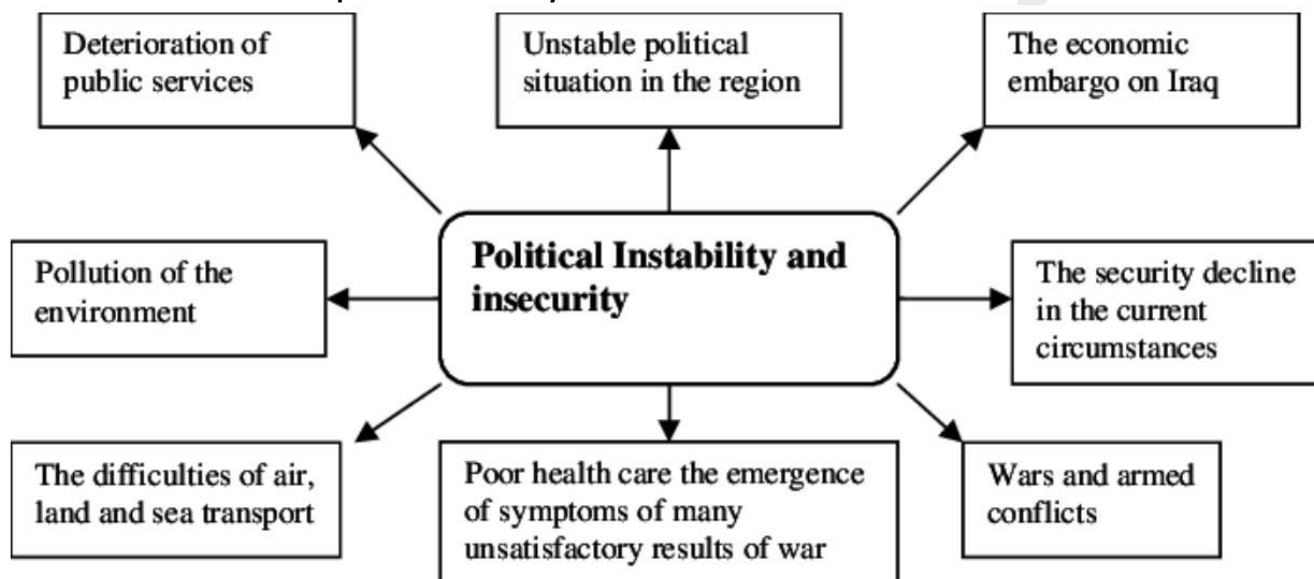 Deterioration of
public services
Unstable political
situation in the region
The economic
embargo on Iraq
Political Instability and
insecurity
Pollution of the
environment
The security decline
in the current
circumstances
The difficulties of air,
land and sea transport
Poor health care the emergence
of symptoms of many
unsatisfactory results of war
Wars and armed
conflicts